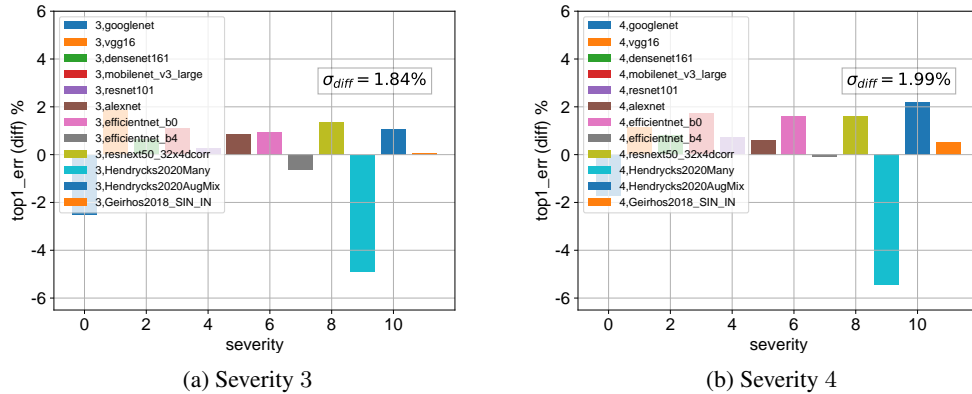 6
4
2
0
-2
-4
-6
top1_err (diff) %
3,googlenet
3,vgg16
3,densenet161
3,mobilenet_v3_large
3,resnet101
3,alexnet
3,efficientnet_b0
3,efficientnet_b4
3,resnext50_32x4dcorr
3,Hendrycks2020Many
3,Hendrycks2020AugMix
3,Geirhos2018_SIN_IN
σdiff = 1.84%
0 2 4 6 8 10
severity
(a) Severity 3
6
4
2
0
-2
-4
-6
top1_err (diff) %
4,googlenet
4,vgg16
4,densenet161
4,mobilenet_v3_large
4,resnet101
4,alexnet
4,efficientnet_b0
4,efficientnet_b4
4,resnext50_32x4dcorr
4,Hendrycks2020Many
4,Hendrycks2020AugMix
4,Geirhos2018_SIN_IN
σdiff = 1.99%
0 2 4 6 8 10
severity
(b) Severity 4